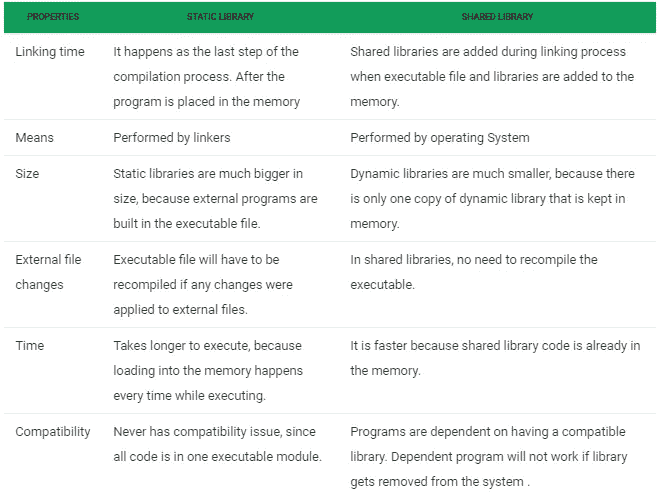 PROPERTIES STATIC LIBRARY SHARED LIBRARY
Linking time It happens as the last step of the Shared libraries are added during linking process
compilation process. After the when executable file and libraries are added to the
program is placed in the memory memory.
Means Performed by linkers Performed by operating System
Size Static libraries are much bigger in Dynamic libraries are much smaller, because there
size, because external programs are is only one copy of dynamic library that is kept in
built in the executable file. memory.
External file Executable file will have to be In shared libraries, no need to recompile the
changes recompiled if any changes were executable.
applied to external files.
Time Takes longer to execute, because It is faster because shared library code is already in
loading into the memory happens the memory.
every time while executing.
Compatibility Never has compatibility issue, since Programs are dependent on having a compatible
all code is in one executable module. library. Dependent program will not work if library
gets removed from the system .